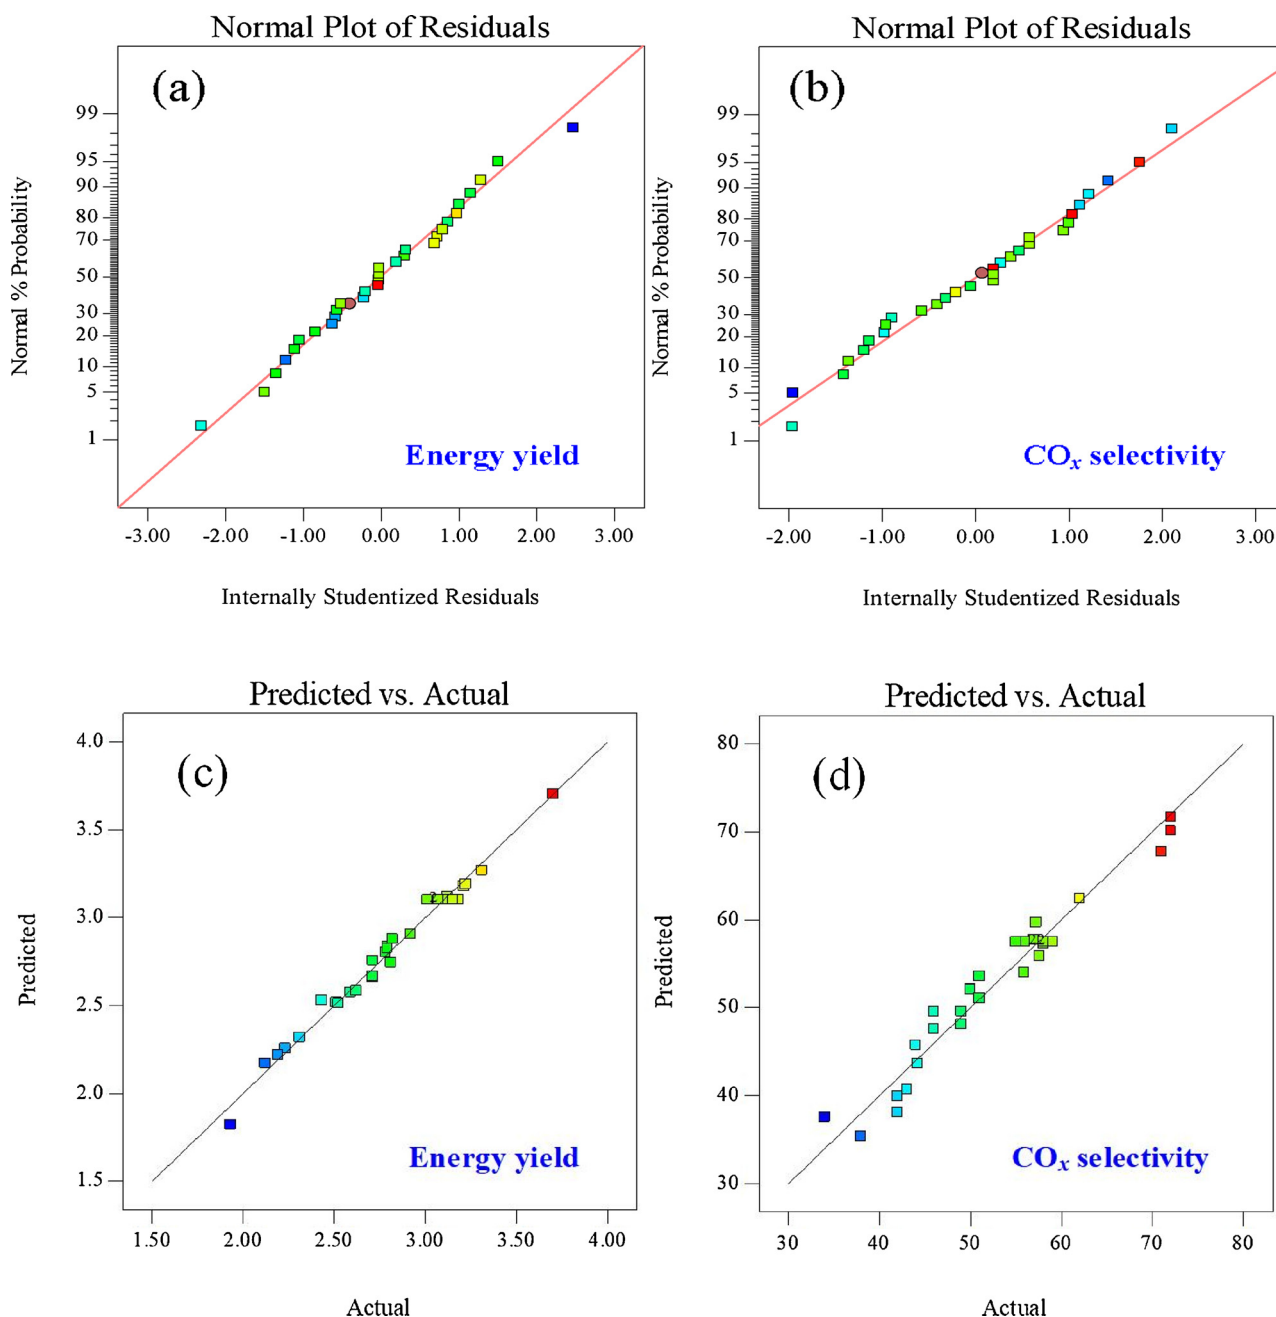 Normal Plot of Residuals
(a)
Normal % Probability
99
95
90
80
70
50
30
20
10
5
1
Energy yield
-3.00 -2.00 -1.00 0.00 1.00 2.00 3.00
Internally Studentized Residuals
Normal Plot of Residuals
(b)
Normal % Probability
99
95
90
80
70
50
30
20
10
5
1
COx selectivity
-2.00 -1.00 0.00 1.00 2.00 3.00
Internally Studentized Residuals
Predicted vs. Actual
(c)
Predicted
4.0
3.5
3.0
2.5
2.0
1.5
2
Energy yield
1.50 2.00 2.50 3.00 3.50 4.00
Actual
Predicted vs. Actual
(d)
Predicted
80
70
60
50
40
30
22
COx selectivity
30 40 50 60 70 80
Actual